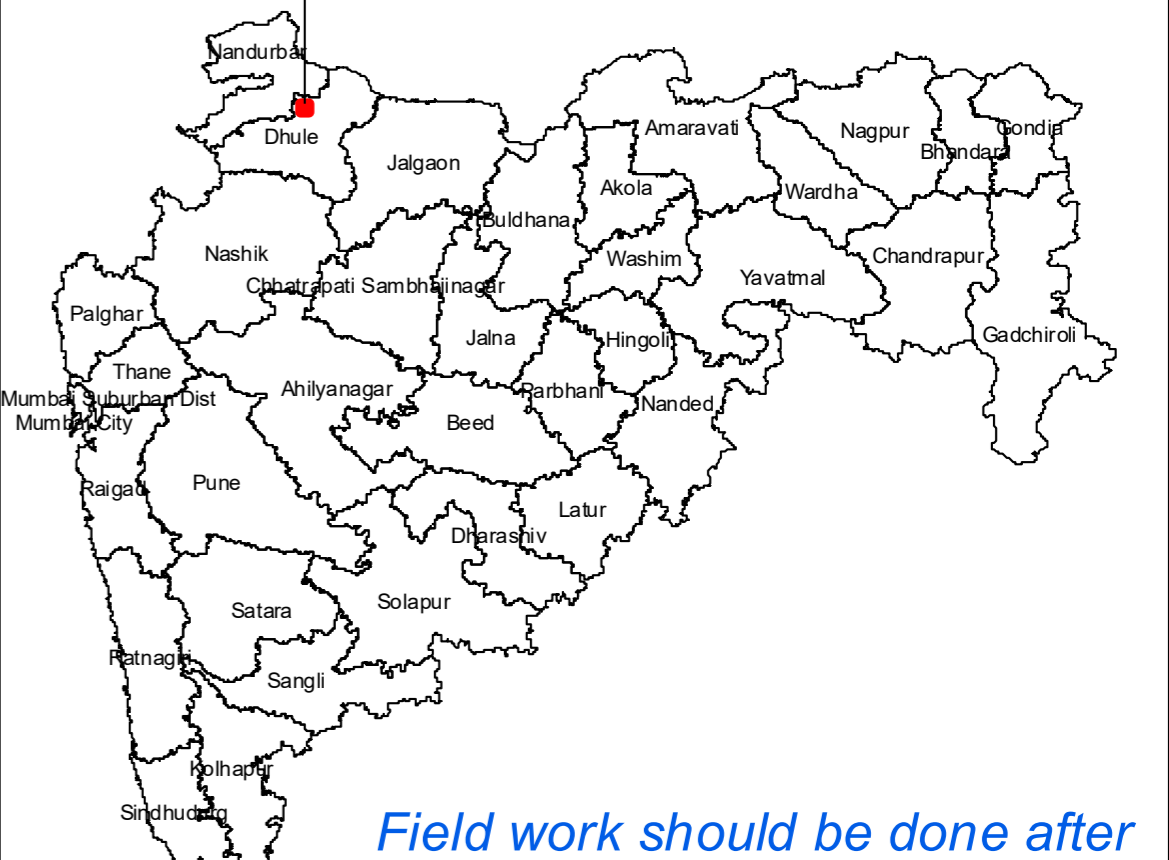 Nandurbar
Dhule
Jalgaon
Buldhana
Akola
Amaravati
Nagpur
Gondia
Bhandara
Wardha
Nashik
Chhatrapati Sambhajinagar
Washim
Yavatmal
Chandrapur
Palghar
Jalna
Hingoli
Gadchiroli
Thane
Ahilyanagar
Parbhani
Nanded
Mumbai Suburban Dist
Mumbai City
Beed
Raigad
Pune
Latur
Dharashiv
Satara
Solapur
Ratnagiri
Sangli
Kolhapur
Sindhudurg
Field work should be done after